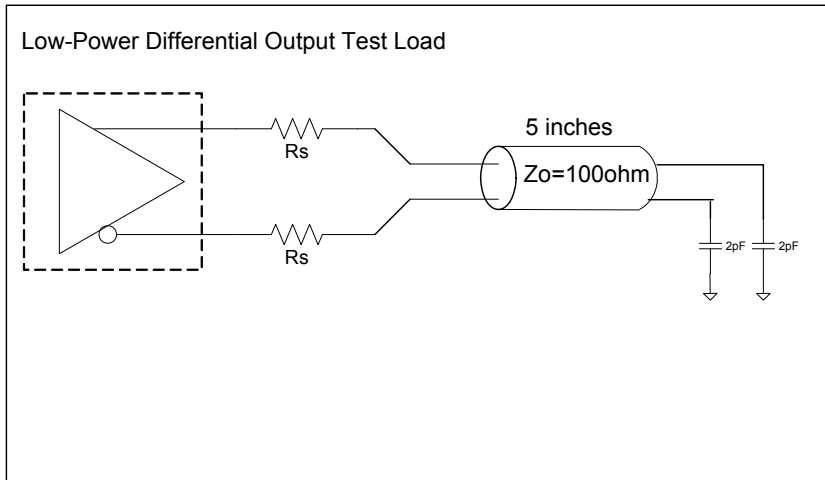 Low-Power Differential Output Test Load
Rs
5 inches
Zo=100ohm
Rs
2pF 2pF